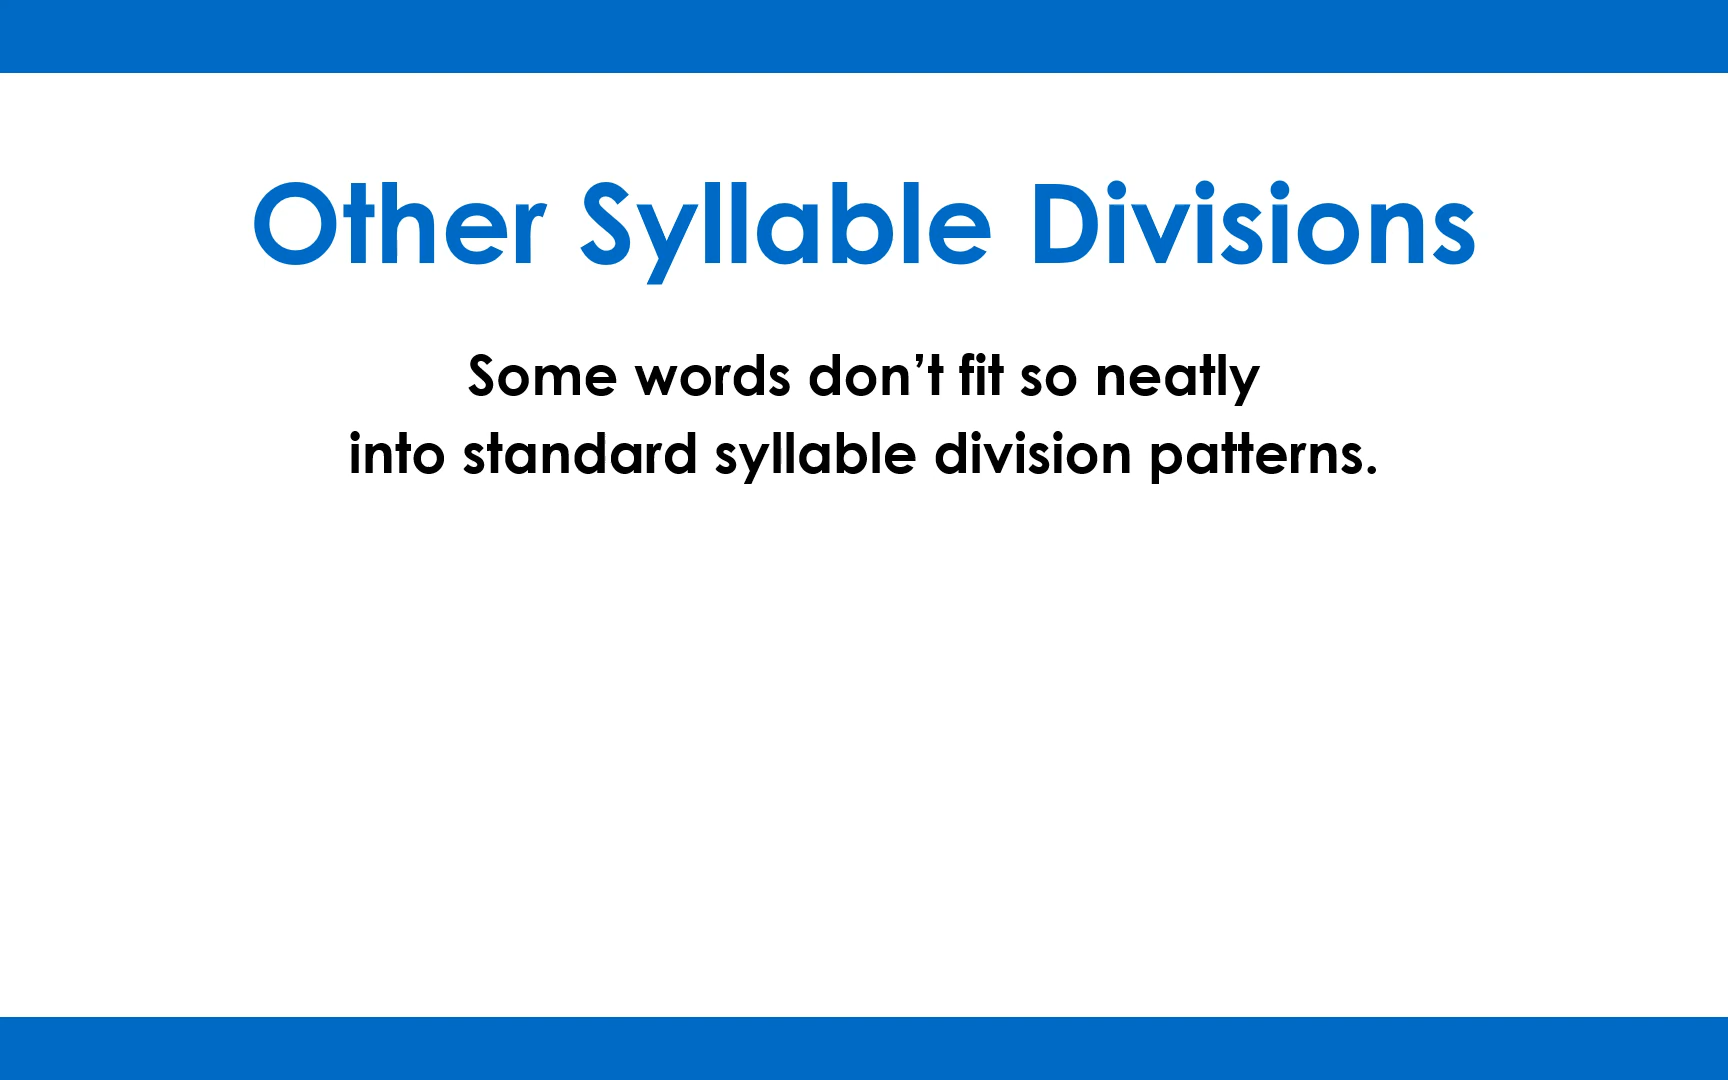 Other Syllable Divisions
Some words don’t fit so neatly
into standard syllable division patterns.